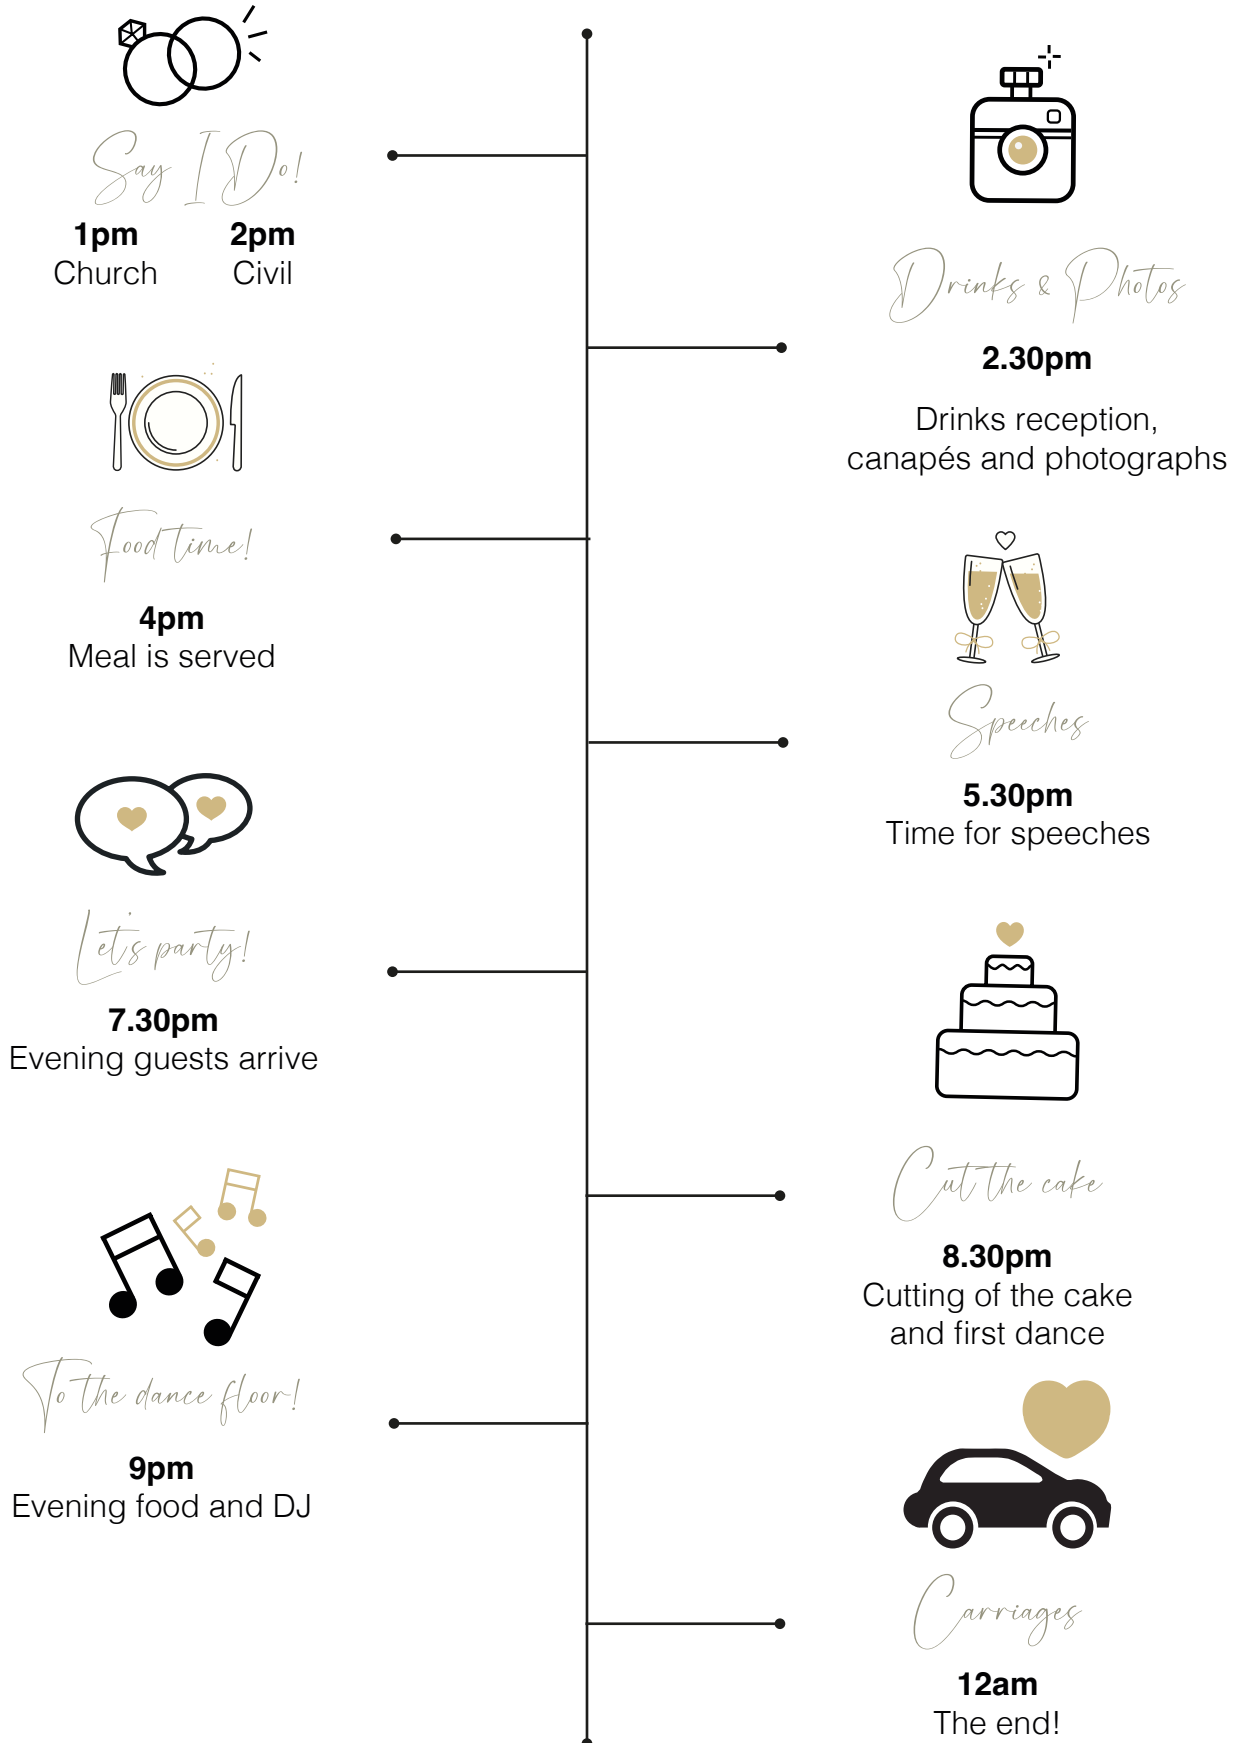 Say I Do!
1pm 2pm
Church Civil
Drinks & Photos
2.30pm
Drinks reception,
canapés and photographs
Food time!
4pm
Meal is served
Speeches
5.30pm
Time for speeches
Let's party!
7.30pm
Evening guests arrive
Cut the cake
8.30pm
Cutting of the cake
and first dance
To the dance floor!
9pm
Evening food and DJ
Carriages
12am
The end!